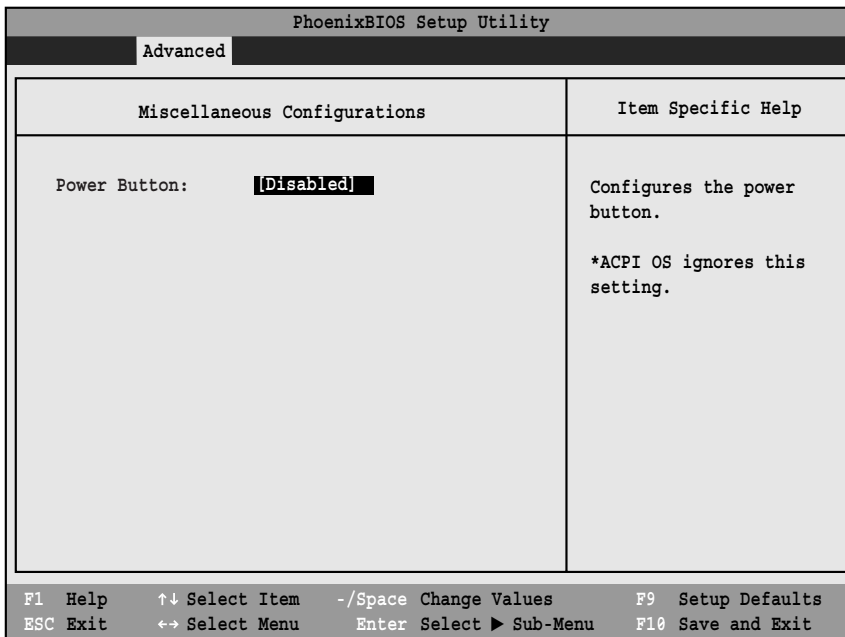 PhoenixBIOS Setup Utility
Advanced
Miscellaneous Configurations
Item Specific Help
Power Button: [Disabled]
Configures the power
button.
*ACPI OS ignores this
setting.
F1 Help ↑↓ Select Item -/Space Change Values F9 Setup Defaults
ESC Exit ←→ Select Menu Enter Select ▶ Sub-Menu F10 Save and Exit